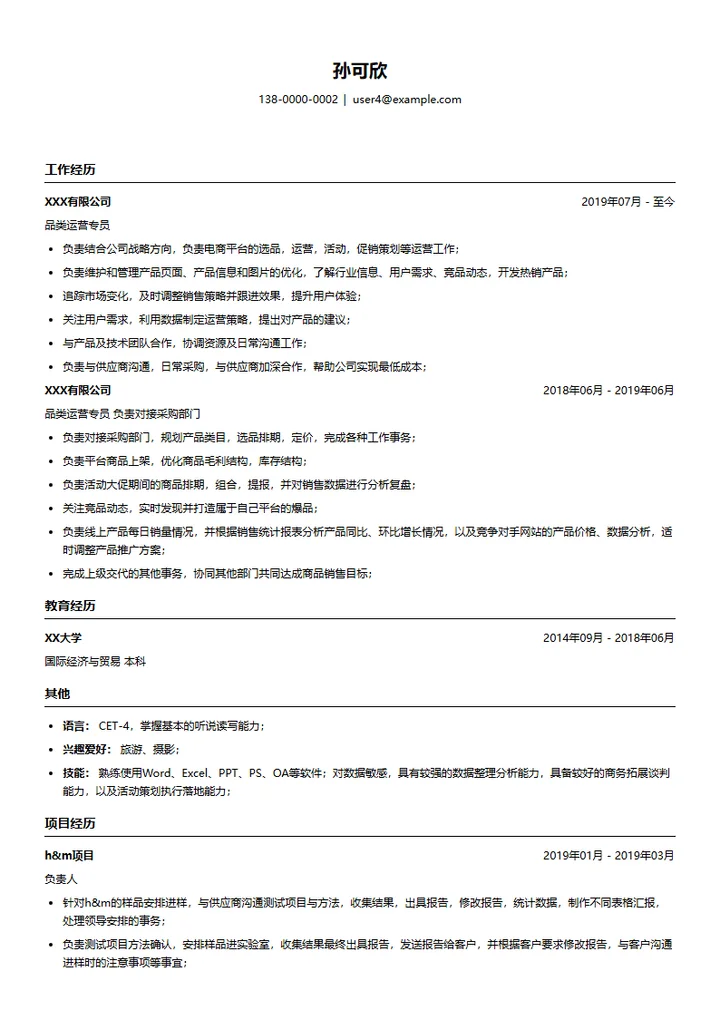 孙可欣
138-0000-0002 | user4@example.com
工作经历
XXX有限公司 2019年07月 - 至今
品类运营专员
• 负责结合公司战略方向，负责电商平台的选品，运营，活动，促销策划等运营工作；
• 负责维护和管理产品页面、产品信息和图片的优化，了解行业信息、用户需求、竞品动态，开发热销产品；
• 追踪市场变化，及时调整销售策略并跟进效果，提升用户体验；
• 关注用户需求，利用数据制定运营策略，提出对产品的建议；
• 与产品及技术团队合作，协调资源及日常沟通工作；
• 负责与供应商沟通，日常采购，与供应商加深合作，帮助公司实现最低成本；
XXX有限公司 2018年06月 - 2019年06月
品类运营专员 负责对接采购部门
• 负责对接采购部门，规划产品类目，选品排期，定价，完成各种工作事务；
• 负责平台商品上架，优化商品毛利结构，库存结构；
• 负责活动大促期间的商品排期，组合，提报，并对销售数据进行分析复盘；
• 关注竞品动态，实时发现并打造属于自己平台的爆品；
• 负责线上产品每日销量情况，并根据销售统计报表分析产品同比、环比增长情况，以及竞争对手网站的产品价格、数据分析，适
时调整产品推广方案；
• 完成上级交代的其他事务，协同其他部门共同达成商品销售目标；
教育经历
XX大学 2014年09月 - 2018年06月
国际经济与贸易 本科
其他
• 语言： CET-4，掌握基本的听说读写能力；
• 兴趣爱好： 旅游、摄影；
• 技能： 熟练使用Word、Excel、PPT、PS、OA等软件；对数据敏感，具有较强的数据整理分析能力，具备较好的商务拓展谈判
能力，以及活动策划执行落地能力；
项目经历
h&m项目 2019年01月 - 2019年03月
负责人
• 针对h&m的样品安排进样，与供应商沟通测试项目与方法，收集结果，出具报告，修改报告，统计数据，制作不同表格汇报，
处理领导安排的事务；
• 负责测试项目方法确认，安排样品进实验室，收集结果最终出具报告，发送报告给客户，并根据客户要求修改报告，与客户沟通
进样时的注意事项等事宜；